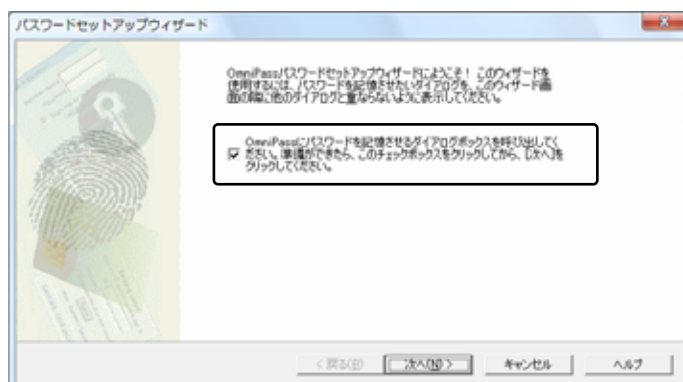 パスワードセットアップウィザード
OmniPassパスワードセットアップウィザードにようこそ！ このウィザードを
使用するには、パスワードを記憶させたいダイアログを、このウィザード画
面の隣に他のダイアログと重ならないように表示してください。
OmniPassにパスワードを記憶させるダイアログボックスを呼び出してく
ださい。準備ができたら、このチェックボックスをクリックしてから、[次へ]を
クリックしてください。
< 戻る(B)
次へ(N) >
キャンセル
ヘルプ